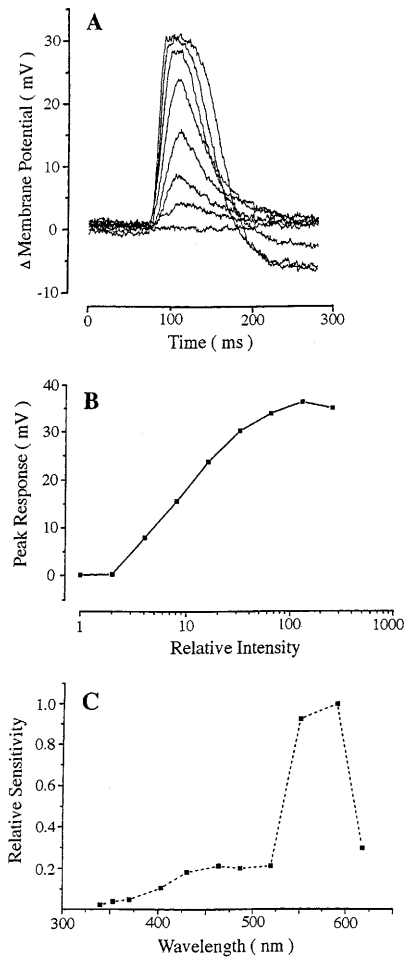 A
Δ Membrane Potential ( mV )
30
20
10
0
-10
0 100 200 300
Time ( ms )
B
Peak Response ( mV )
40
30
20
10
0
1 10 100 1000
Relative Intensity
C
Relative Sensitivity
1.0
0.8
0.6
0.4
0.2
300 400 500 600
Wavelength ( nm )